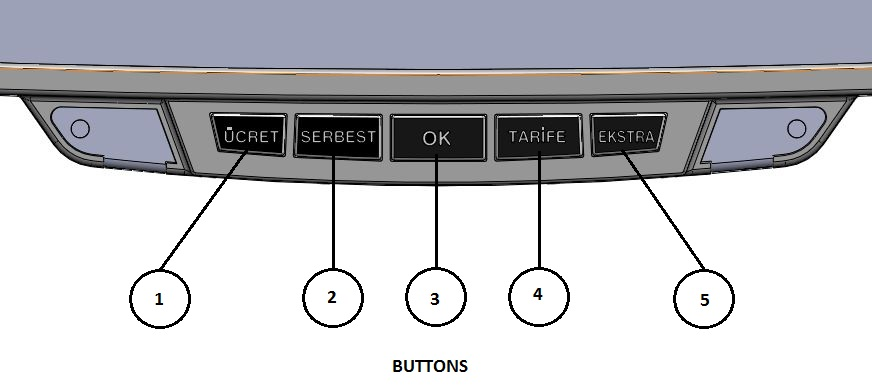 ÜCRET SERBEST OK TARİFE EKSTRA
1 2 3 4 5
BUTTONS